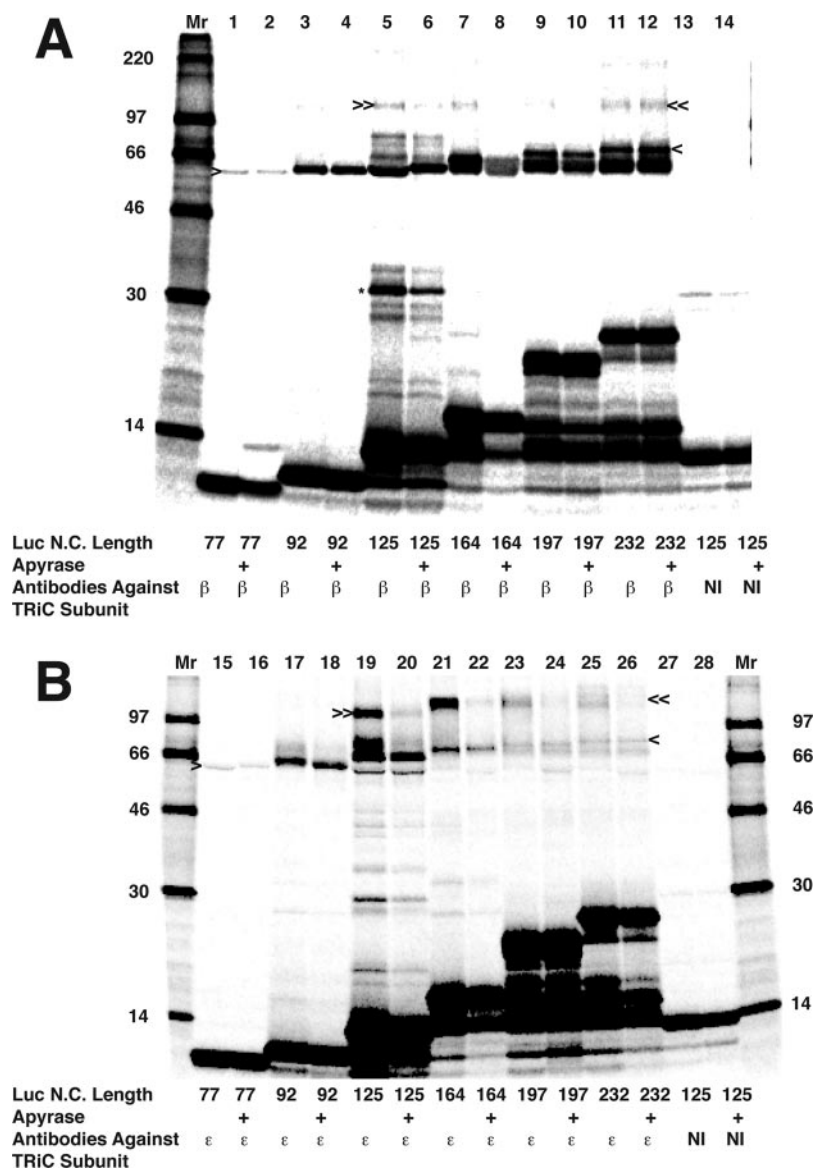 A
Mr 1 2 3 4 5 6 7 8 9 10 11 12 13 14
220
97
66
46
30
14
>
>>
<<
<
*
Luc N.C. Length 77 77 92 92 125 125 164 164 197 197 232 232 125 125
Apyrase + + + + + + +
Antibodies Against β β β β β β β β β β β β NI NI
TRiC Subunit
B
Mr 15 16 17 18 19 20 21 22 23 24 25 26 27 28 Mr
97 97
66 66
46 46
30 30
14 14
>>
<<
>
<
Luc N.C. Length 77 77 92 92 125 125 164 164 197 197 232 232 125 125
Apyrase + + + + + + +
Antibodies Against ε ε ε ε ε ε ε ε ε ε ε ε NI NI
TRiC Subunit